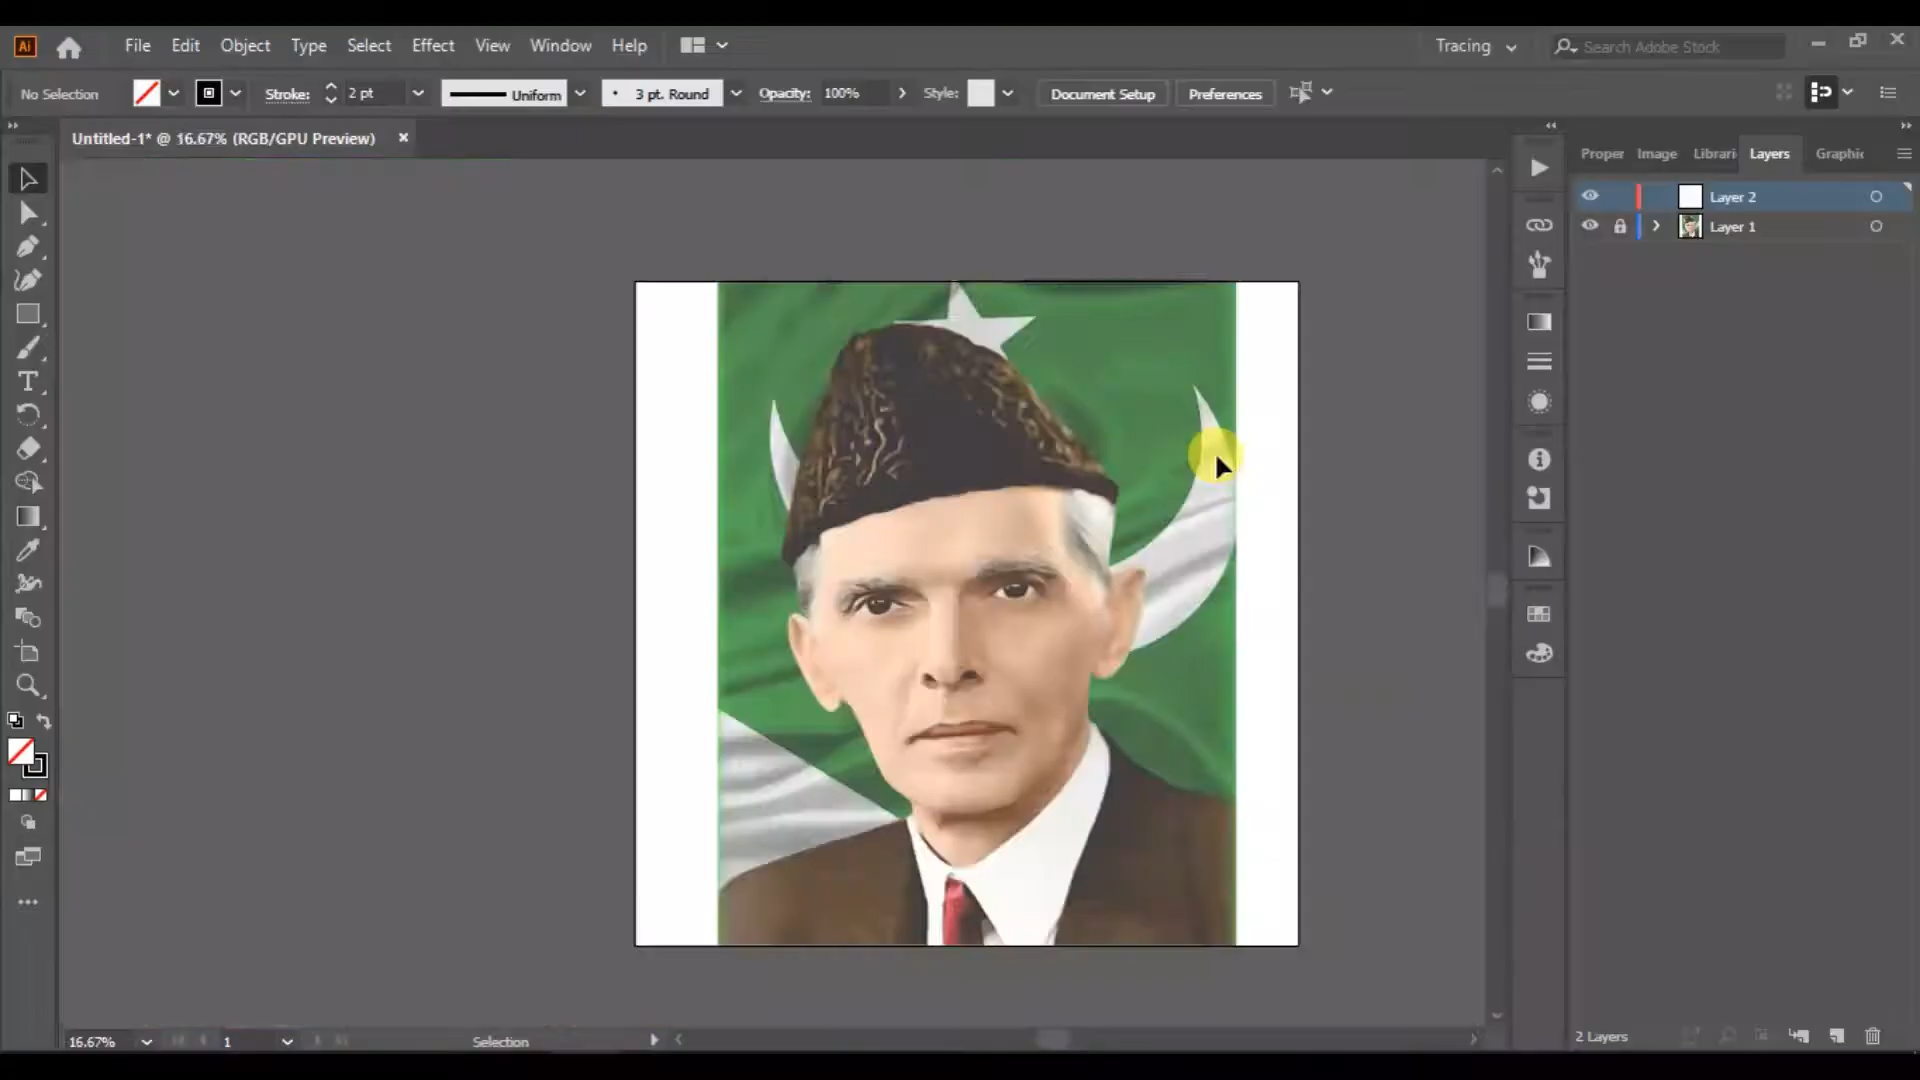 Ai File Edit Object Type Select Effect View Window Help Tracing Search Adobe Stock
No Selection Stroke: 2 pt Uniform 3 pt. Round Opacity: 100% Style: Document Setup Preferences
Untitled-1* @ 16.67% (RGB/GPU Preview)
Proper Image Librari Layers Graphic
Layer 2
Layer 1
2 Layers
16.67% 1 Selection